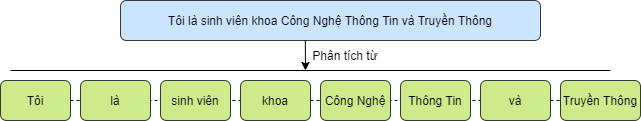 Tôi là sinh viên khoa Công Nghệ Thông Tin và Truyền Thông
Phân tích từ
Tôi là sinh viên khoa Công Nghệ Thông Tin và Truyền Thông